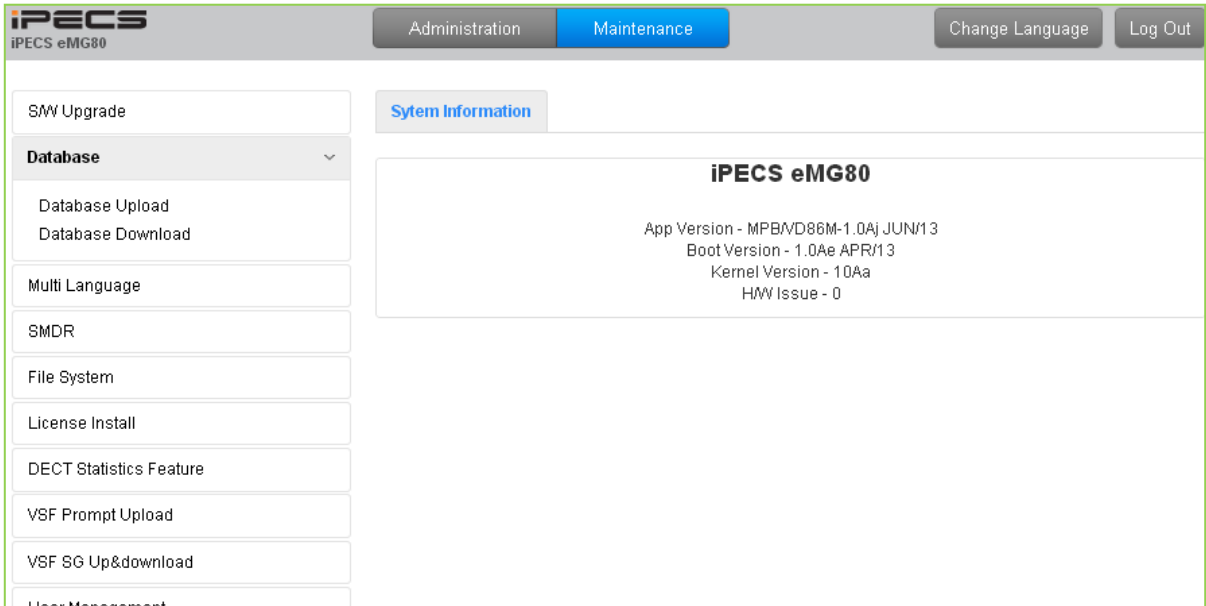 iPECS
iPECS eMG80
Administration
Maintenance
Change Language
Log Out
S/W Upgrade
Database
Database Upload
Database Download
Multi Language
SMDR
File System
License Install
DECT Statistics Feature
VSF Prompt Upload
VSF SG Up&download
User Management
Sytem Information
iPECS eMG80
App Version - MPB/VD86M-1.0Aj JUN/13
Boot Version - 1.0Ae APR/13
Kernel Version - 10Aa
H/W Issue - 0